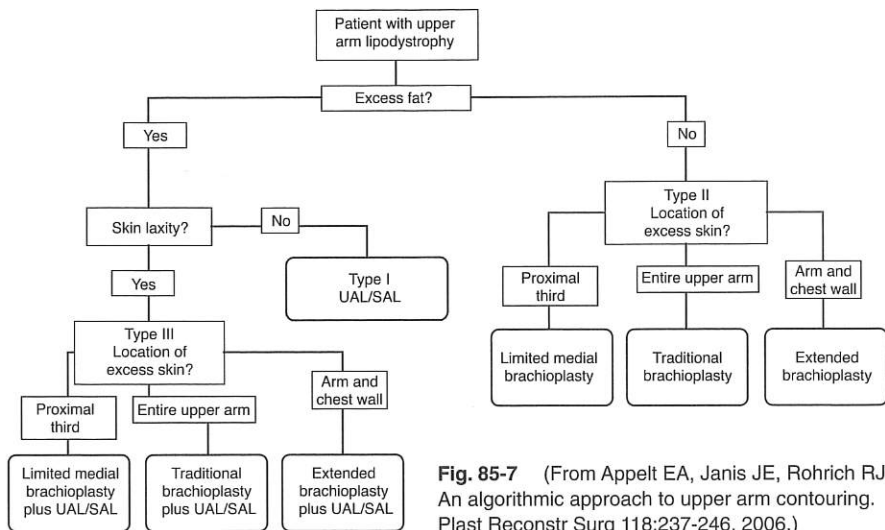 Patient with upper
arm lipodystrophy
Excess fat?
Yes
No
Skin laxity?
No
Type II
Location of
excess skin?
Type I
UAL/SAL
Yes
Proximal
third
Entire upper arm
Arm and
chest wall
Type III
Location of
excess skin?
Limited medial
brachioplasty
Traditional
brachioplasty
Extended
brachioplasty
Proximal
third
Entire upper arm
Arm and
chest wall
Limited medial
brachioplasty
plus UAL/SAL
Traditional
brachioplasty
plus UAL/SAL
Extended
brachioplasty
plus UAL/SAL
Fig. 85-7 (From Appelt EA, Janis JE, Rohrich RJ
An algorithmic approach to upper arm contouring.
Plast Reconstr Surg 118:237-246, 2006.)